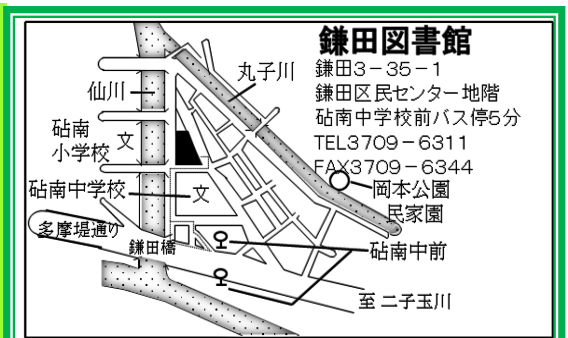 鎌田図書館
鎌田3-35-1
鎌田区民センター地階
砧南中学校前バス停5分
TEL3709-6311
FAX3709-6344
丸子川
仙川
砧南
小学校
文
砧南中学校
文
岡本公園
民家園
多摩堤通り
鎌田橋
砧南中前
至 二子玉川